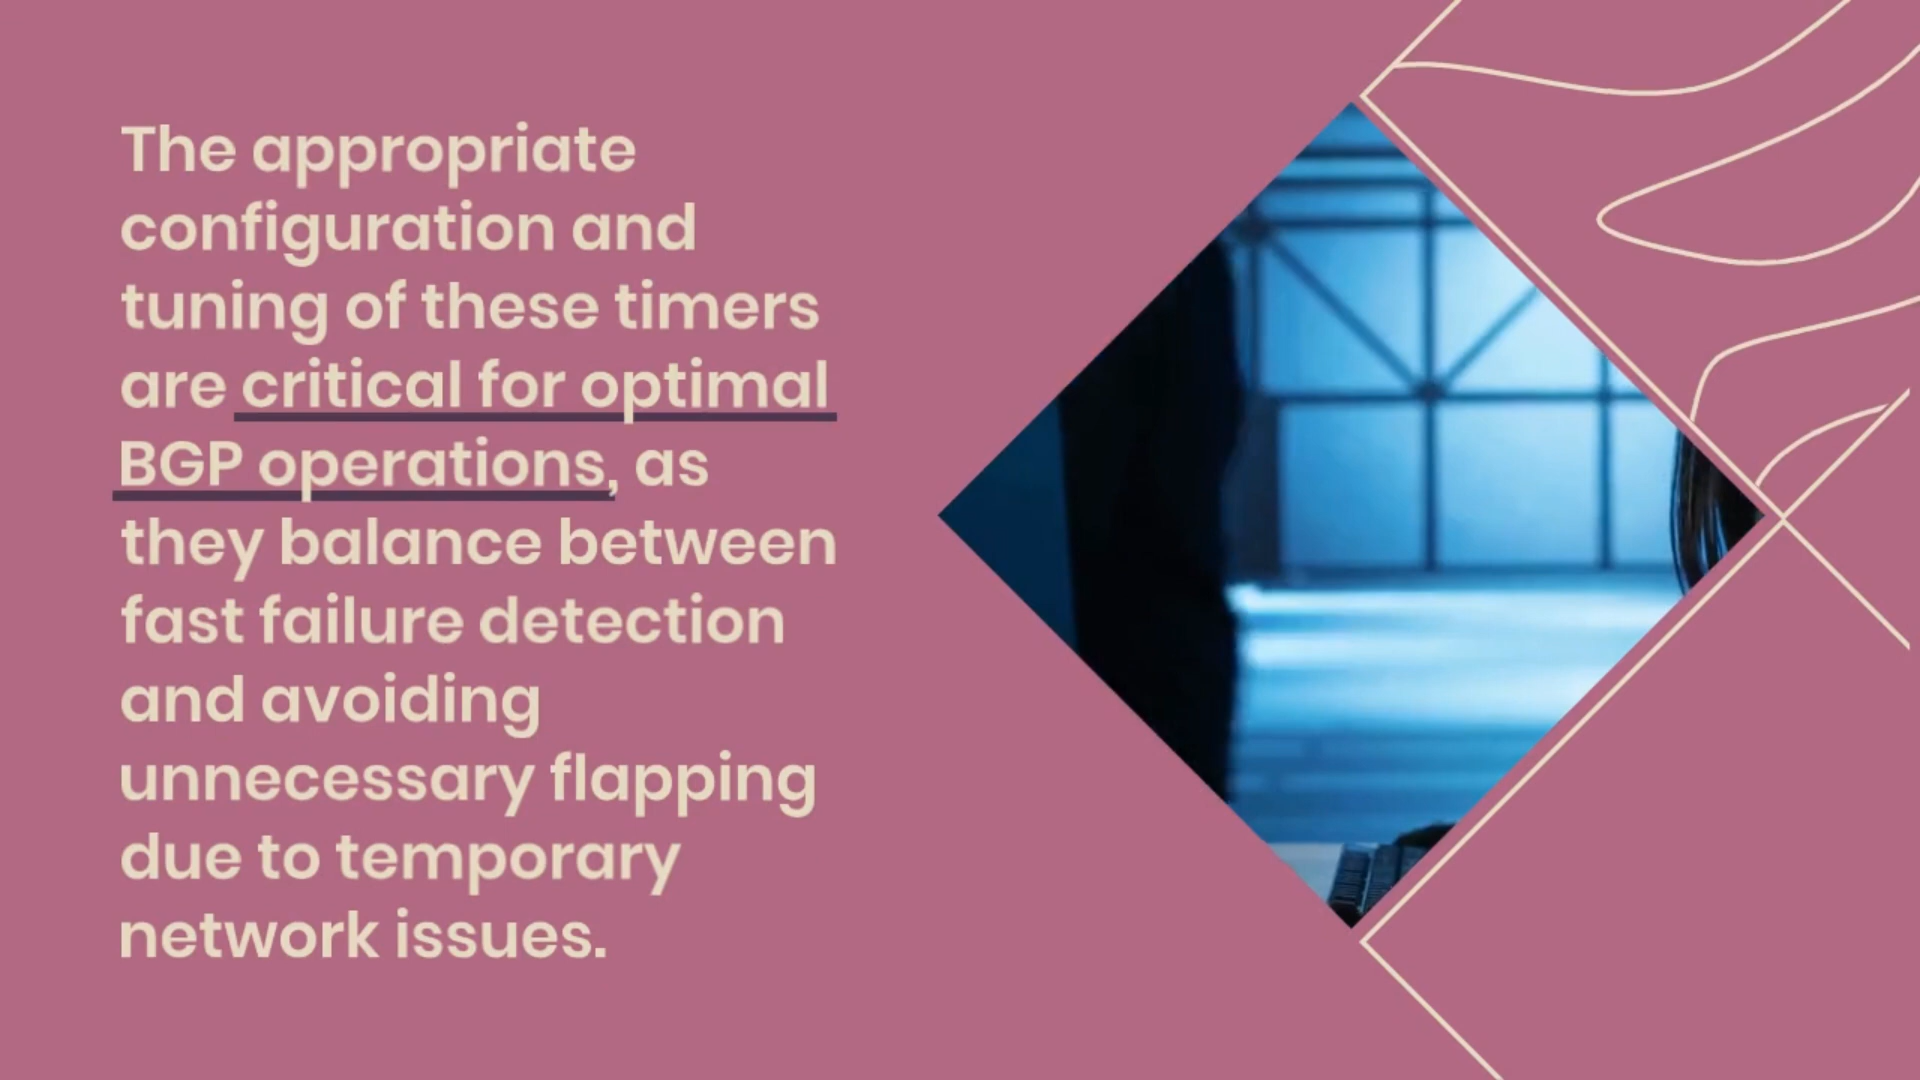 The appropriate
configuration and
tuning of these timers
are critical for optimal
BGP operations, as
they balance between
fast failure detection
and avoiding
unnecessary flapping
due to temporary
network issues.